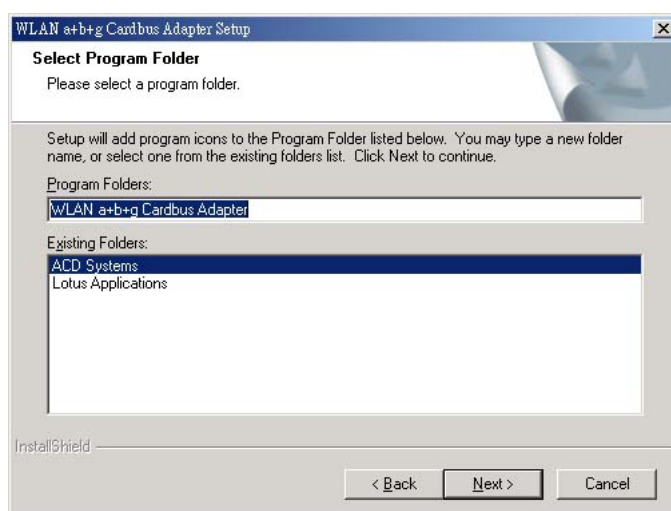 WLAN a+b+g Cardbus Adapter Setup
Select Program Folder
Please select a program folder.
Setup will add program icons to the Program Folder listed below. You may type a new folder
name, or select one from the existing folders list. Click Next to continue.
Program Folders:
WLAN a+b+g Cardbus Adapter
Existing Folders:
ACD Systems
Lotus Applications
InstallShield
< Back
Next >
Cancel